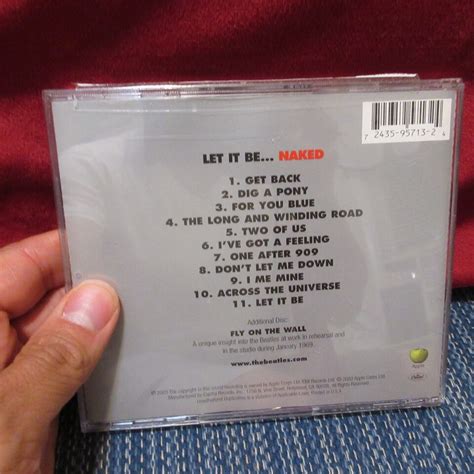 7 2435-95713-2 4
LET IT BE... NAKED
1. GET BACK
2. DIG A PONY
3. FOR YOU BLUE
4. THE LONG AND WINDING ROAD
5. TWO OF US
6. I'VE GOT A FEELING
7. ONE AFTER 909
8. DON'T LET ME DOWN
9. I ME MINE
10. ACROSS THE UNIVERSE
11. LET IT BE
Additional Disc:
FLY ON THE WALL
A unique insight into the Beatles at work in rehearsal and
in the studio during January 1969.
www.thebeatles.com
Apple